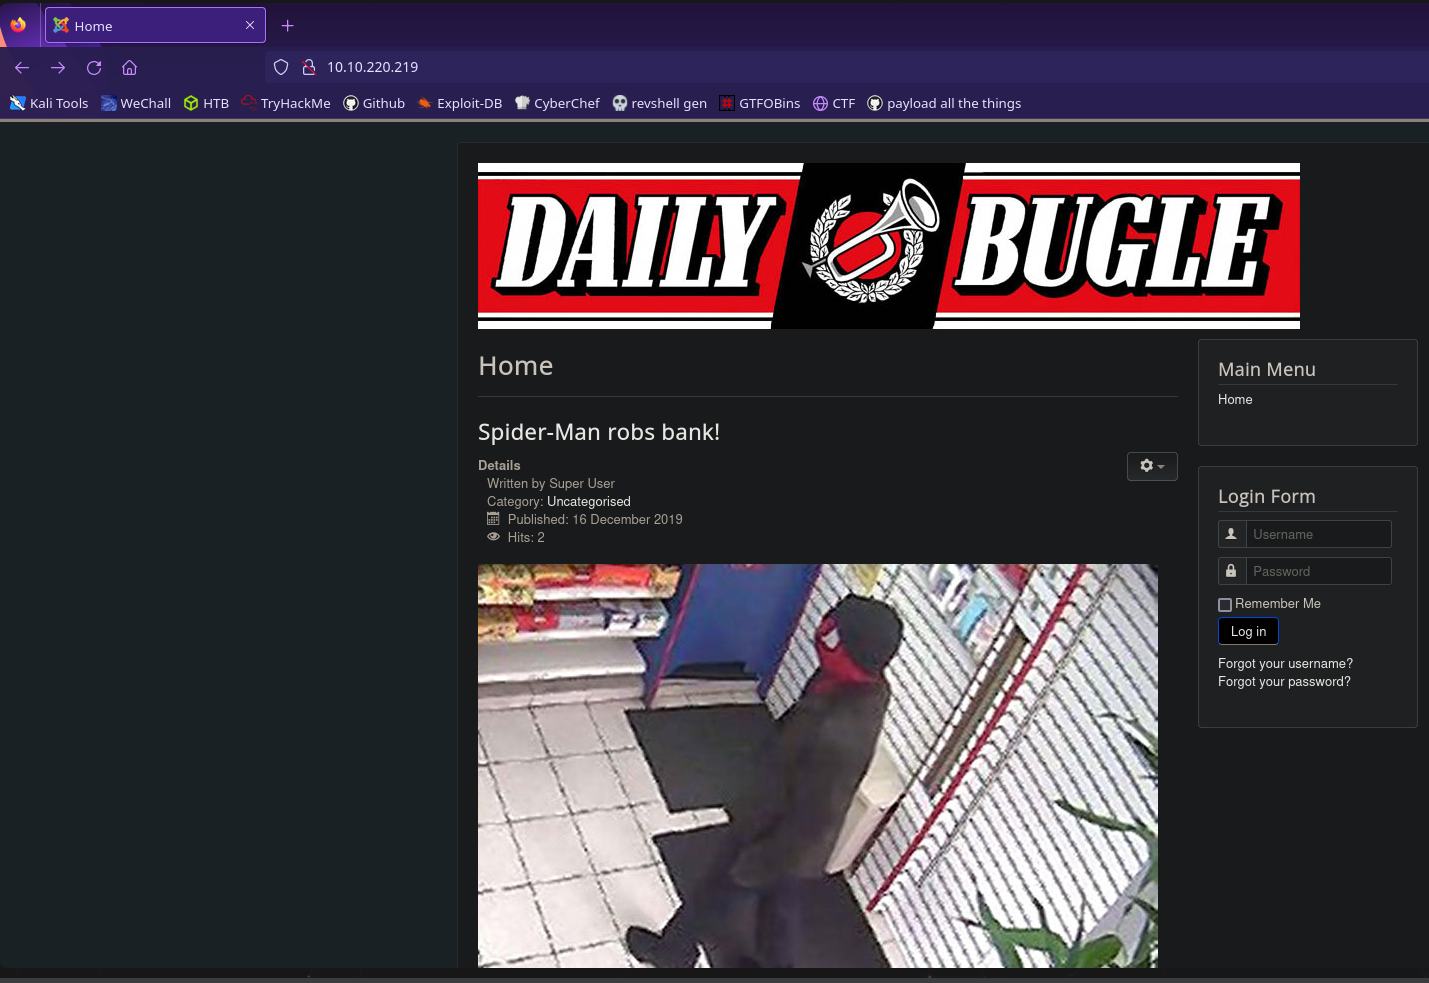 Home
10.10.220.219
Kali Tools WeChall HTB TryHackMe Github Exploit-DB CyberChef revshell gen GTFOBins CTF payload all the things
DAILY BUGLE
Home
Spider-Man robs bank!
Details
Written by Super User
Category: Uncategorised
Published: 16 December 2019
Hits: 2
Main Menu
Home
Login Form
Username
Password
Remember Me
Log in
Forgot your username?
Forgot your password?